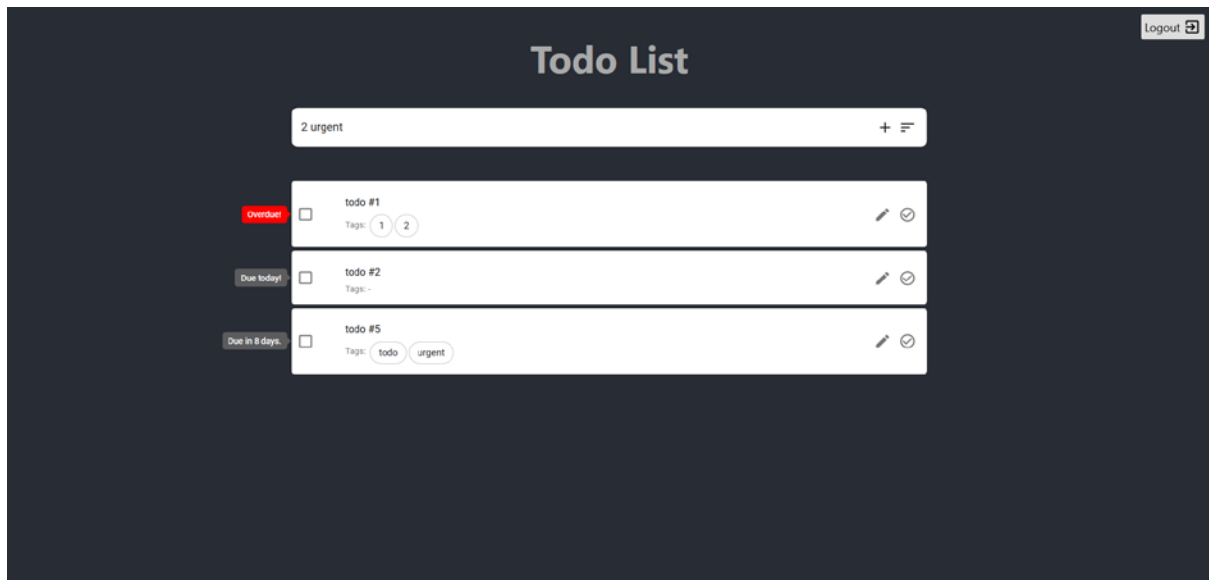 Logout
Todo List
2 urgent
Overdue!
todo #1
Tags: 1 2
Due today!
todo #2
Tags: -
Due in 8 days.
todo #5
Tags: todo urgent